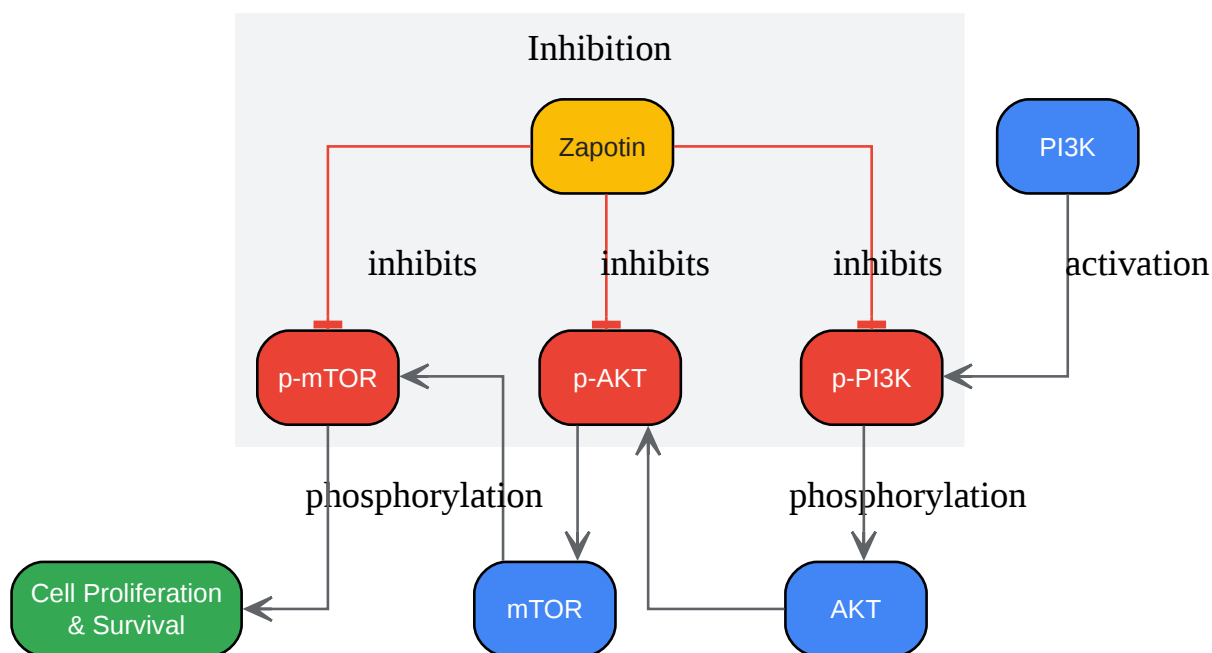 Inhibition
Zapotin
PI3K
inhibits
inhibits
inhibits
activation
p-mTOR
p-AKT
p-PI3K
phosphorylation
phosphorylation
Cell Proliferation
& Survival
mTOR
AKT